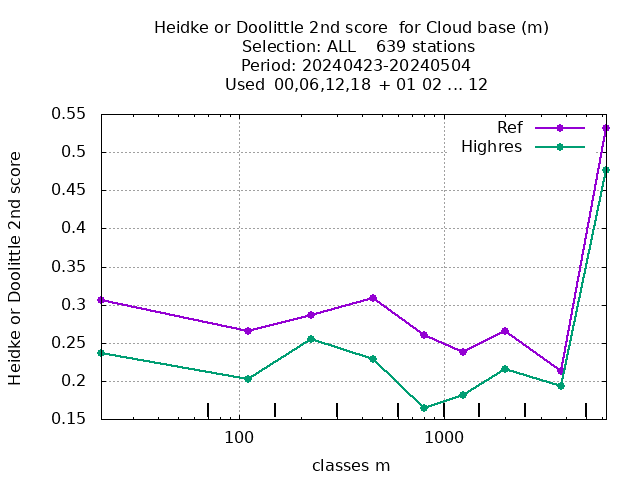 Heidke or Doolittle 2nd score  for Cloud base (m)
Selection: ALL    639 stations
Period: 20240423-20240504
Used  00,06,12,18 + 01 02 ... 12
Ref
Highres
0.55
0.5
0.45
0.4
0.35
0.3
0.25
0.2
0.15
Heidke or Doolittle 2nd score
100
1000
classes m